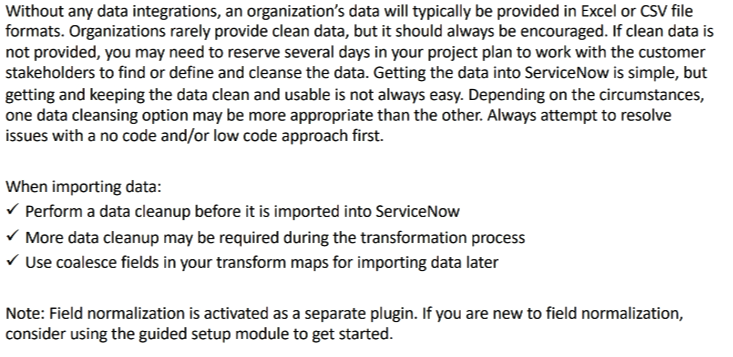 Without any data integrations, an organization’s data will typically be provided in Excel or CSV file
formats. Organizations rarely provide clean data, but it should always be encouraged. If clean data is
not provided, you may need to reserve several days in your project plan to work with the customer
stakeholders to find or define and cleanse the data. Getting the data into ServiceNow is simple, but
getting and keeping the data clean and usable is not always easy. Depending on the circumstances,
one data cleansing option may be more appropriate than the other. Always attempt to resolve
issues with a no code and/or low code approach first.
When importing data:
✓ Perform a data cleanup before it is imported into ServiceNow
✓ More data cleanup may be required during the transformation process
✓ Use coalesce fields in your transform maps for importing data later
Note: Field normalization is activated as a separate plugin. If you are new to field normalization,
consider using the guided setup module to get started.